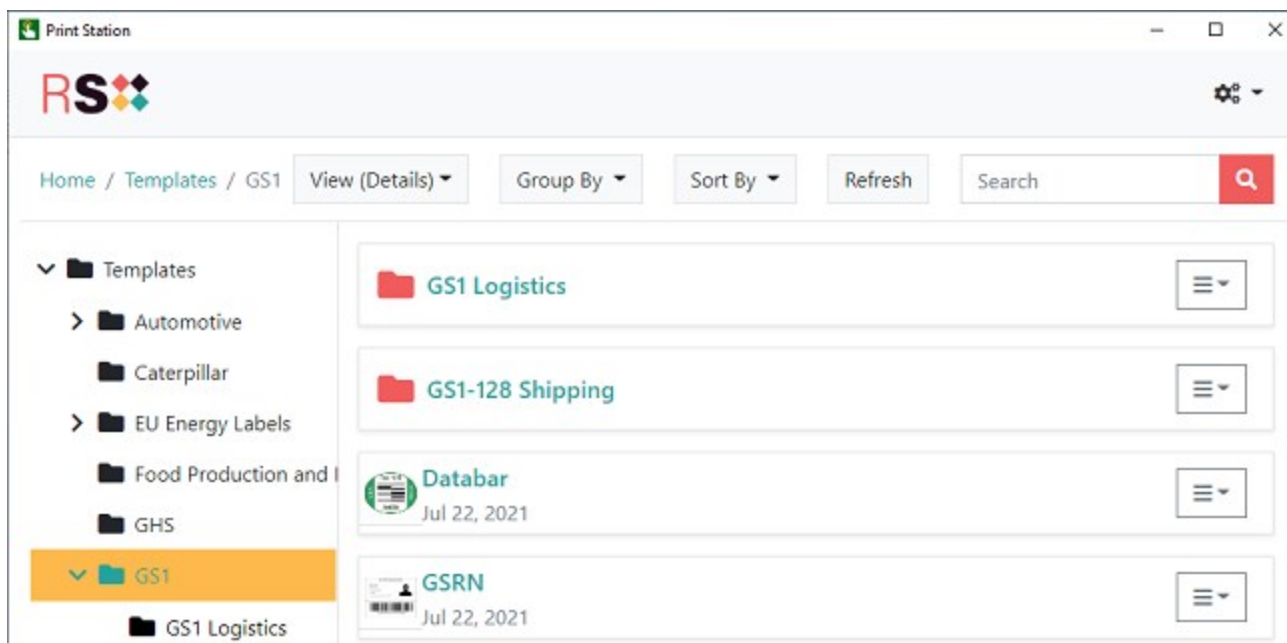 Print Station
RS
Home / Templates / GS1 View (Details) Group By Sort By Refresh Search
Templates
Automotive
Caterpillar
EU Energy Labels
Food Production and
GHS
GS1
GS1 Logistics
GS1 Logistics
GS1-128 Shipping
Databar
Jul 22, 2021
GSRN
Jul 22, 2021